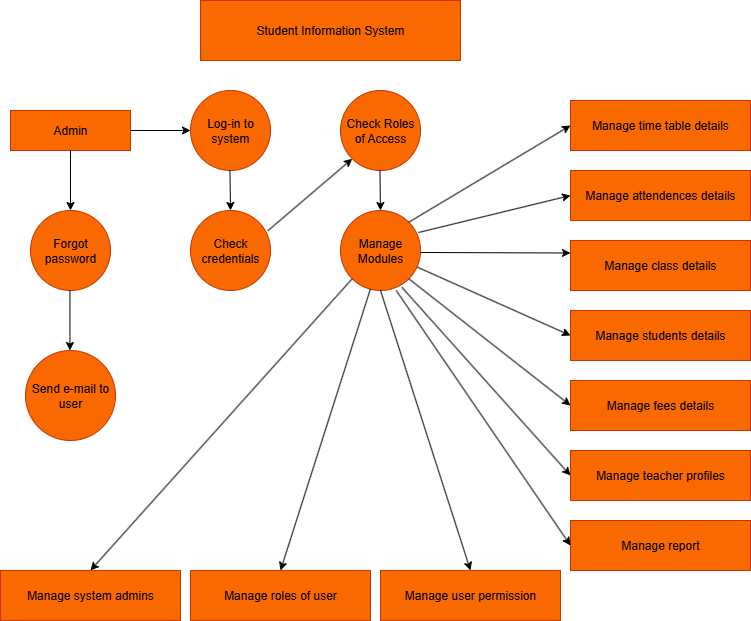 Student Information System
Admin
Log-in to
system
Check Roles
of Access
Manage time table details
Manage attendences details
Forgot
password
Check
credentials
Manage
Modules
Manage class details
Manage students details
Send e-mail to
user
Manage fees details
Manage teacher profiles
Manage report
Manage system admins
Manage roles of user
Manage user permission